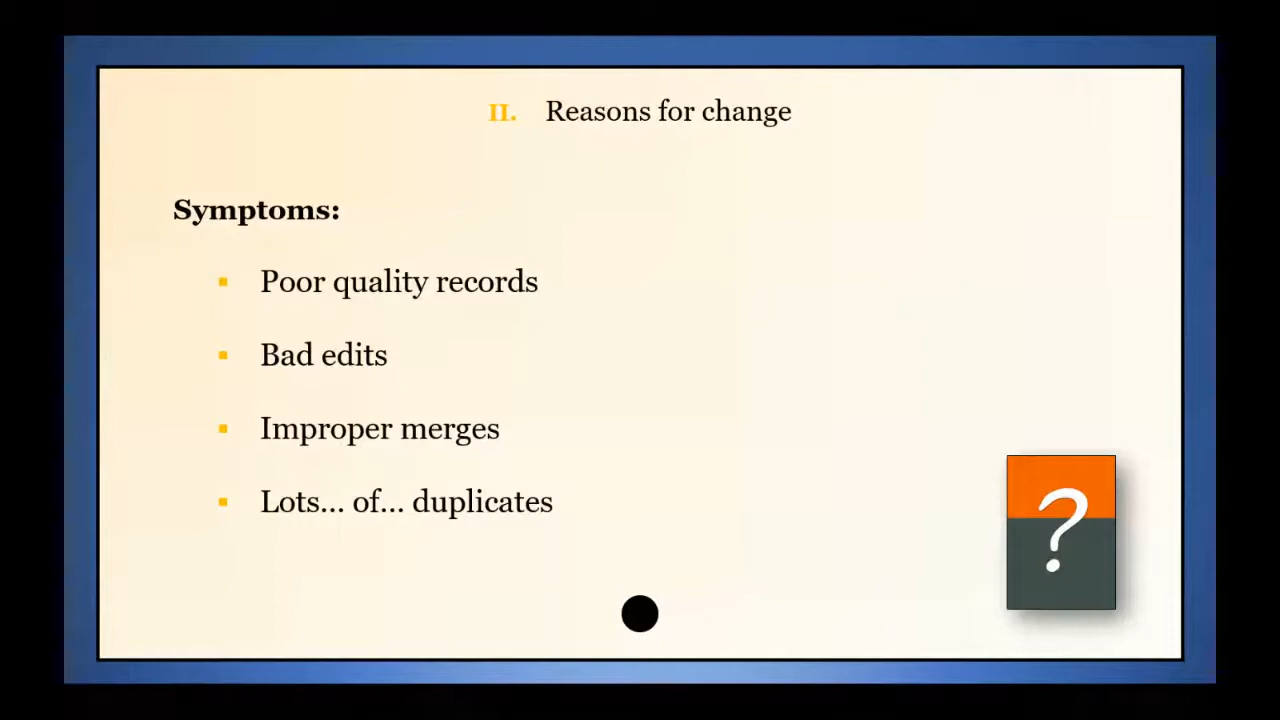 II. Reasons for change
Symptoms:
▪ Poor quality records
▪ Bad edits
▪ Improper merges
▪ Lots... of... duplicates
?